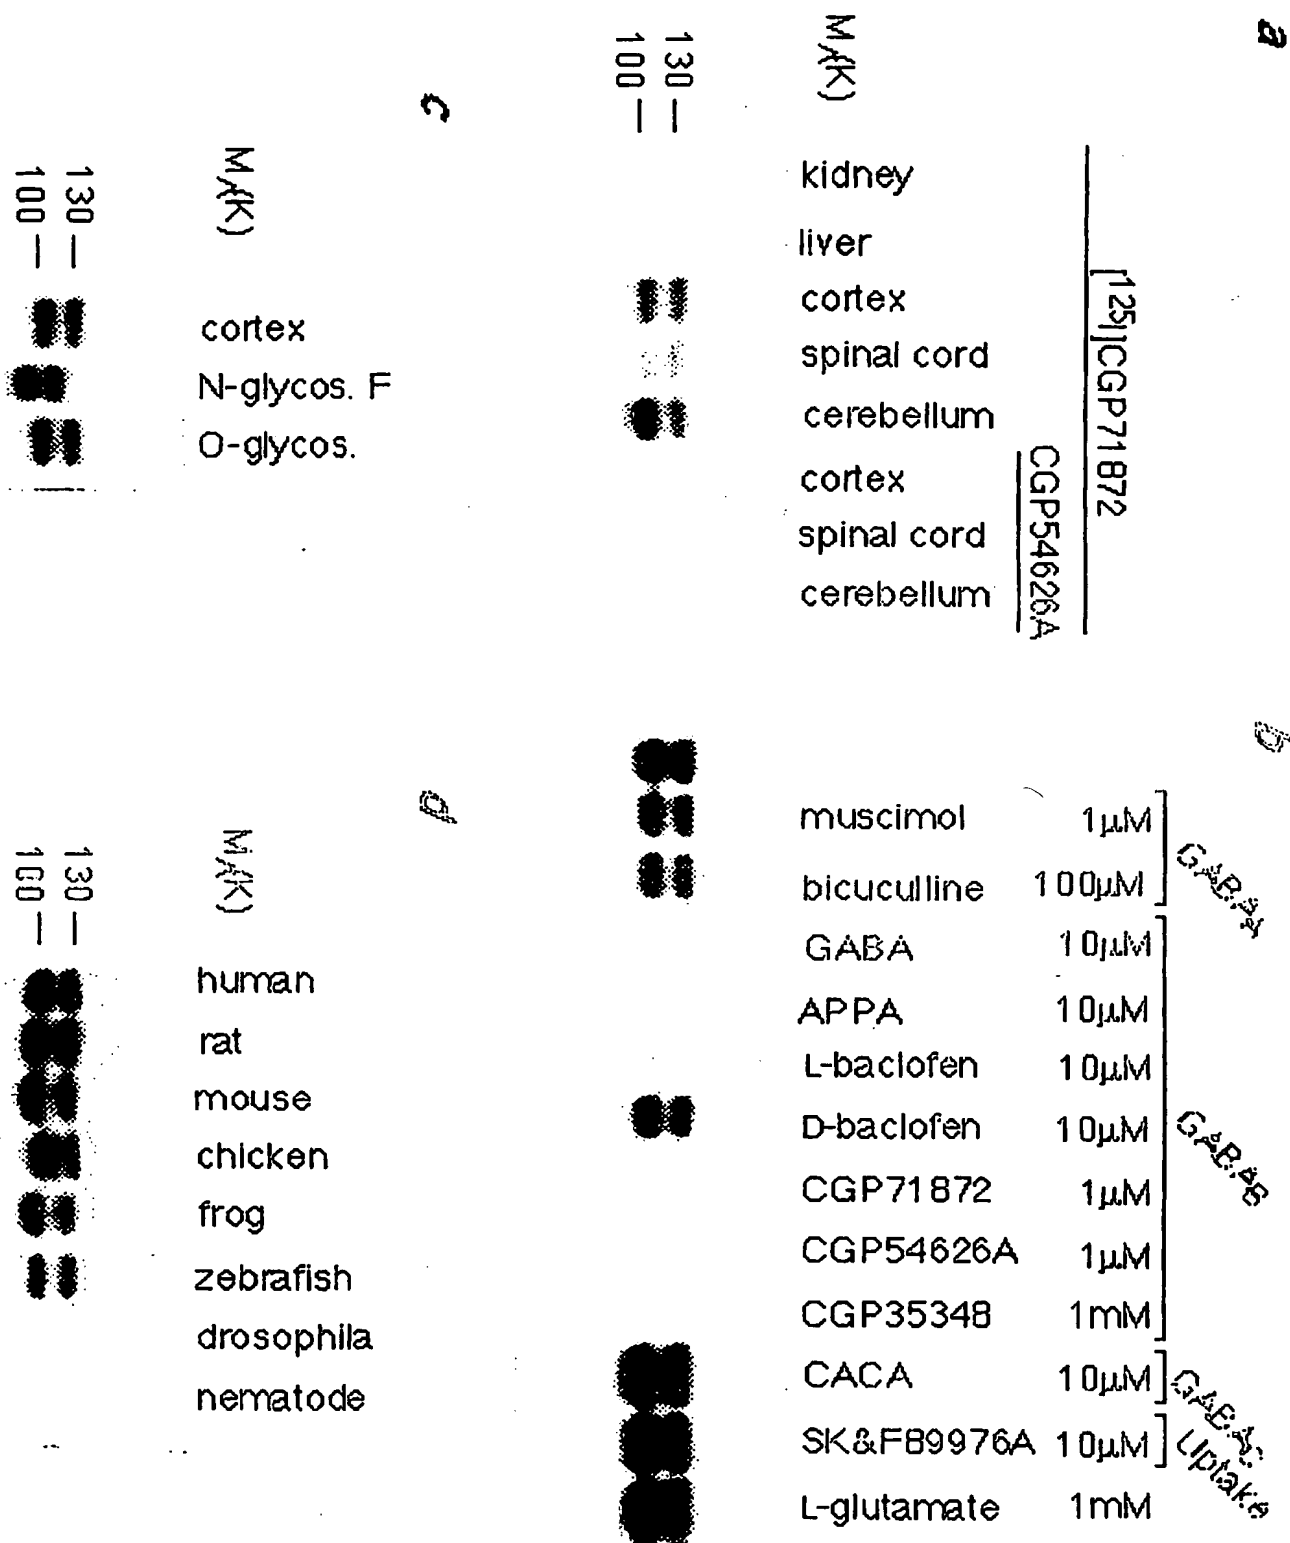 a
[125I]CGP71872
CGP54626A
Mr(K)
kidney
liver
cortex
spinal cord
cerebellum
cortex
spinal cord
cerebellum
130
100
b
GABAA
GABAB
GABAC
Uptake
muscimol 1µM
bicuculline 100µM
GABA 10µM
APPA 10µM
L-baclofen 10µM
D-baclofen 10µM
CGP71872 1µM
CGP54626A 1µM
CGP35348 1mM
CACA 10µM
SK&F89976A 10µM
L-glutamate 1mM
c
Mr(K)
cortex
N-glycos. F
O-glycos.
130
100
d
Mr(K)
human
rat
mouse
chicken
frog
zebrafish
drosophila
nematode
130
100